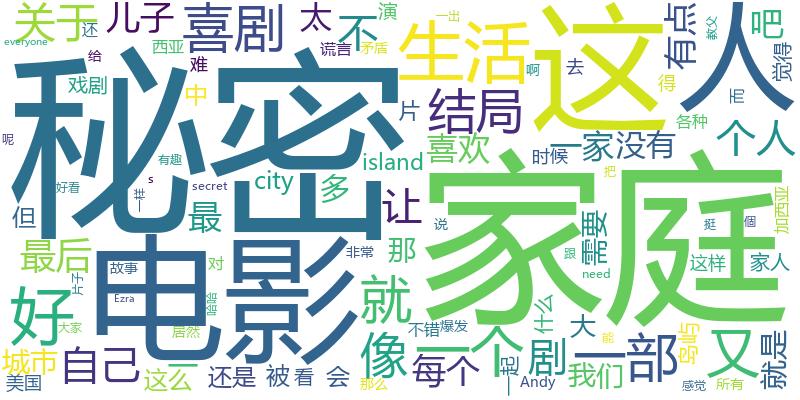 关于 还 儿子 喜剧 太 不 演 一出 生活 这 人 有点 教父 吧
everyone 给 西亚 谎言 矛盾 觉得
难 啊 去 得 而
戏剧 中 片 结局 各种
秘密 喜欢 一家 没有 个人
呢 有趣 时候
好看 一样 s secret city 多 island 家庭 把 加西亚
但 最 让 说 需要 跟 挺 個
最后 电影 那 非常
故事 对 need 这样 家人
片子 Ezra 哈哈 就 一个 什么 岛屿
好 大家 居然 像 不错 爆发 大 一部 能 又
城市 自己 一 剧 就是
美国 这么 还是 被 看 会 那么 每个 一起 Andy 我们 感觉 所有